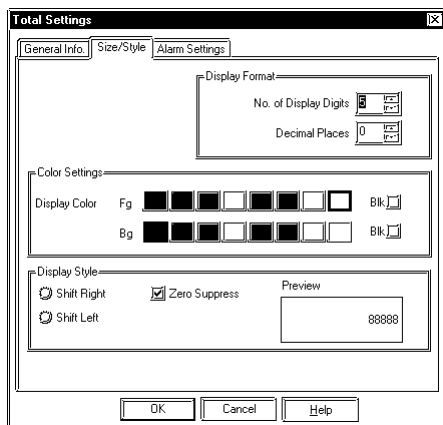 Total Settings
General Info. Size/Style Alarm Settings
Display Format
No. of Display Digits 5
Decimal Places 0
Color Settings
Display Color Fg Blk
Bg Blk
Display Style
Shift Right Zero Suppress Preview
Shift Left 88888
OK Cancel Help